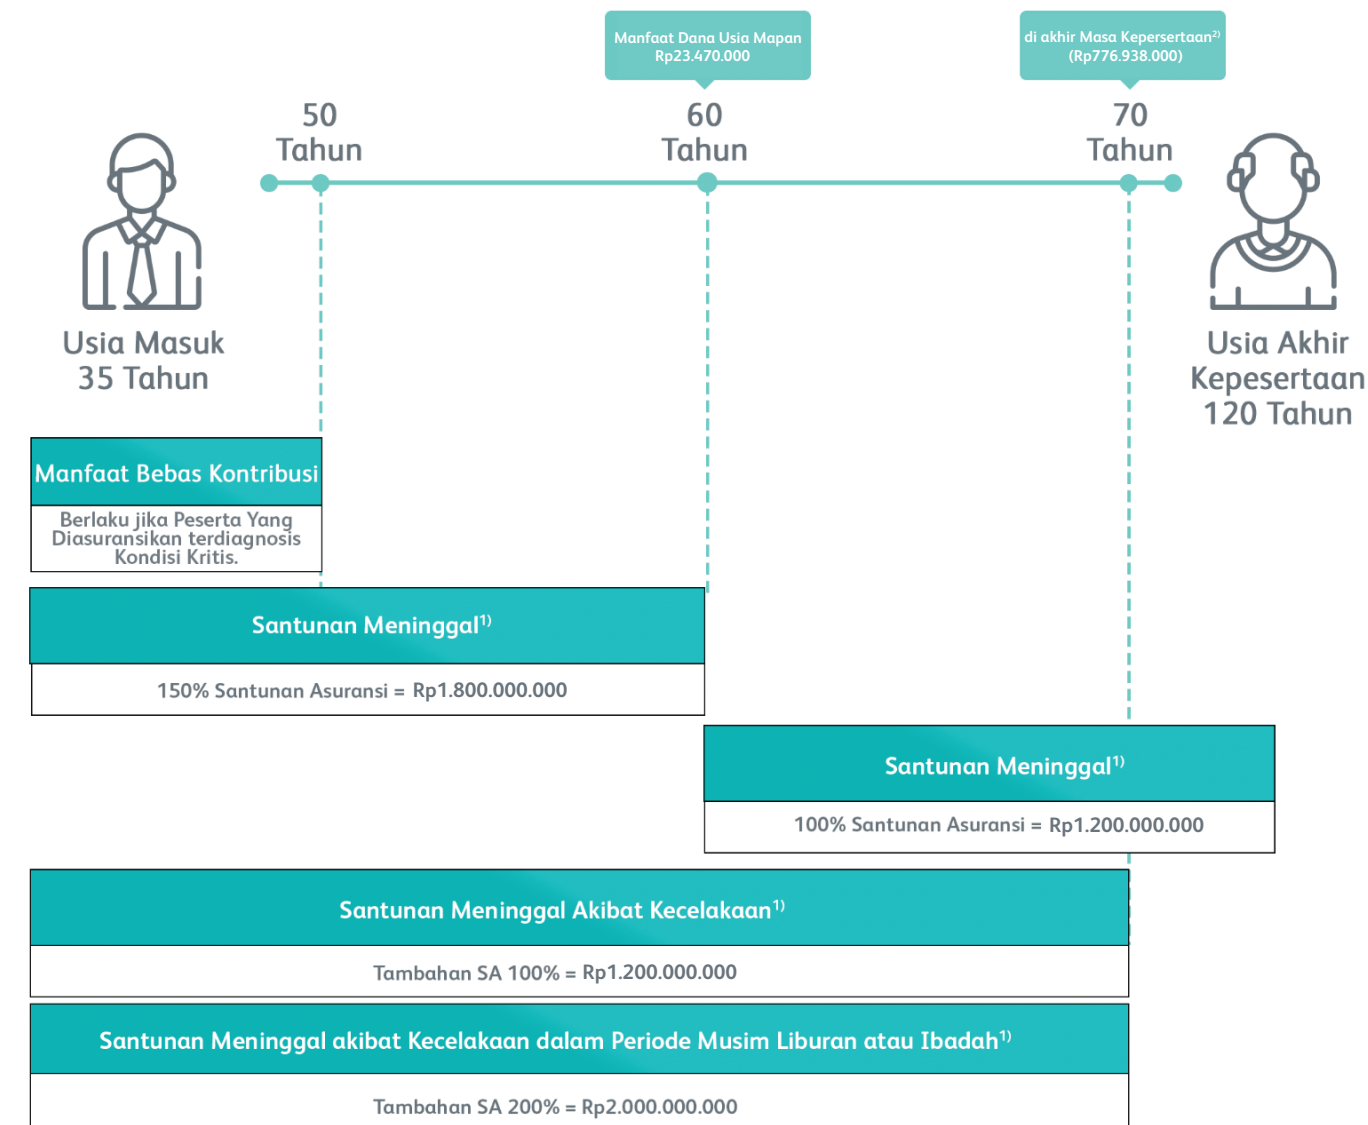 Manfaat Dana Usia Mapan
Rp23.470.000
di akhir Masa Kepersertaan²⁾
(Rp776.938.000)
50
Tahun
60
Tahun
70
Tahun
Usia Masuk
35 Tahun
Usia Akhir
Kepesertaan
120 Tahun
Manfaat Bebas Kontribusi
Berlaku jika Peserta Yang
Diasuransikan terdiagnosis
Kondisi Kritis.
Santunan Meninggal¹⁾
150% Santunan Asuransi = Rp1.800.000.000
Santunan Meninggal¹⁾
100% Santunan Asuransi = Rp1.200.000.000
Santunan Meninggal Akibat Kecelakaan¹⁾
Tambahan SA 100% = Rp1.200.000.000
Santunan Meninggal akibat Kecelakaan dalam Periode Musim Liburan atau Ibadah¹⁾
Tambahan SA 200% = Rp2.000.000.000